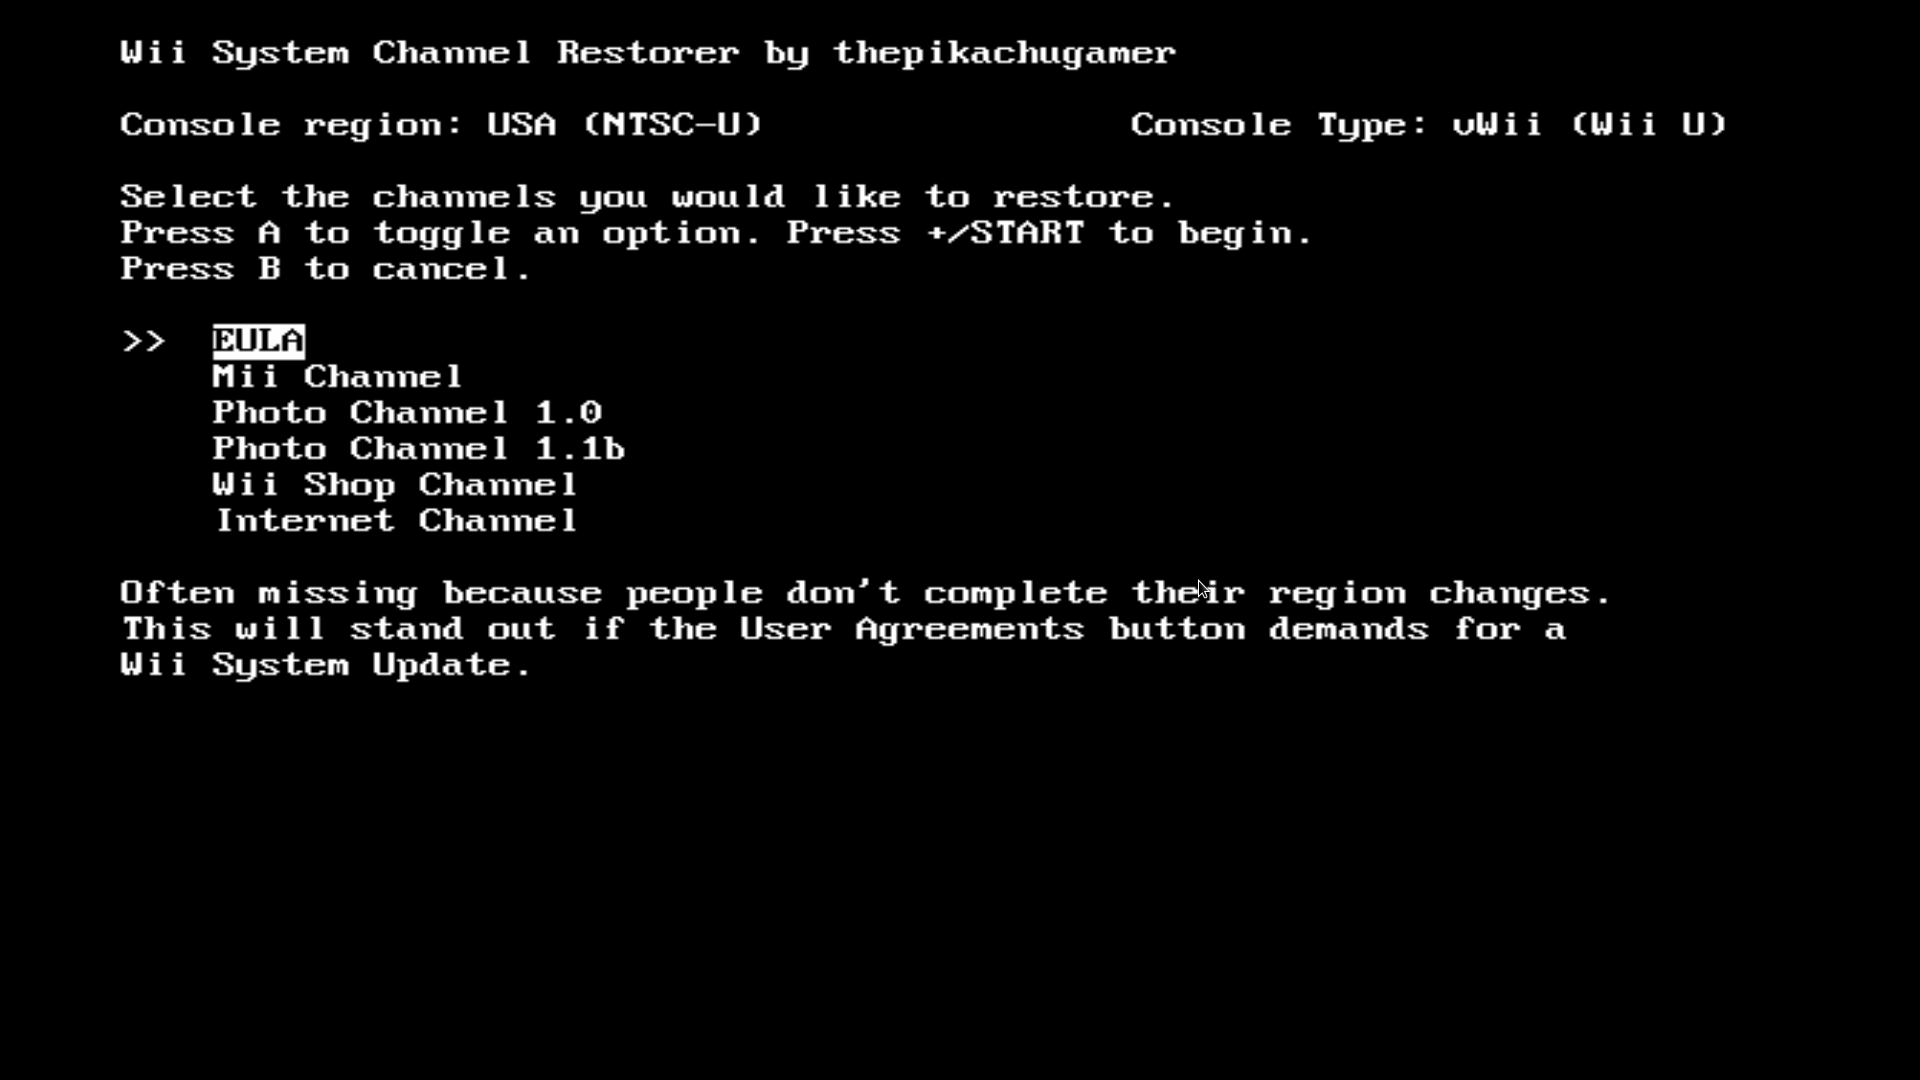 Wii System Channel Restorer by thepikachugamer
Console region: USA (NTSC-U) Console Type: vWii (Wii U)
Select the channels you would like to restore.
Press A to toggle an option. Press +/START to begin.
Press B to cancel.
>> EULA
Mii Channel
Photo Channel 1.0
Photo Channel 1.1b
Wii Shop Channel
Internet Channel
Often missing because people don't complete their region changes.
This will stand out if the User Agreements button demands for a
Wii System Update.